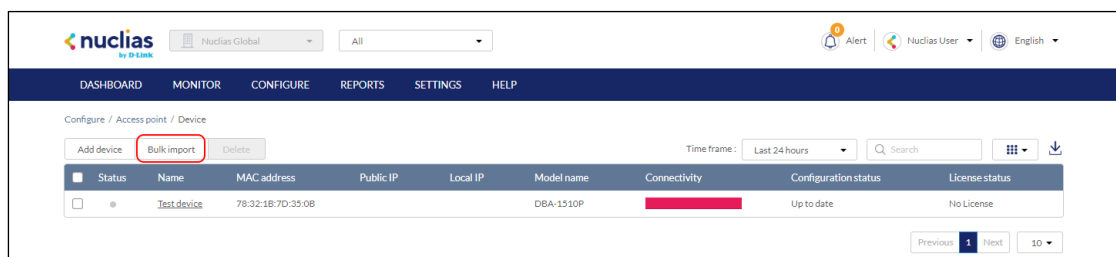 nuclias
by D-Link
Nuclias Global
All
0
Alert
Nuclias User
English
DASHBOARD MONITOR CONFIGURE REPORTS SETTINGS HELP
Configure / Access point / Device
Add device Bulk import Delete Time frame : Last 24 hours Search
Status Name MAC address Public IP Local IP Model name Connectivity Configuration status License status
Test device 78:32:1B:7D:35:0B DBA-1510P Up to date No License
Previous 1 Next 10